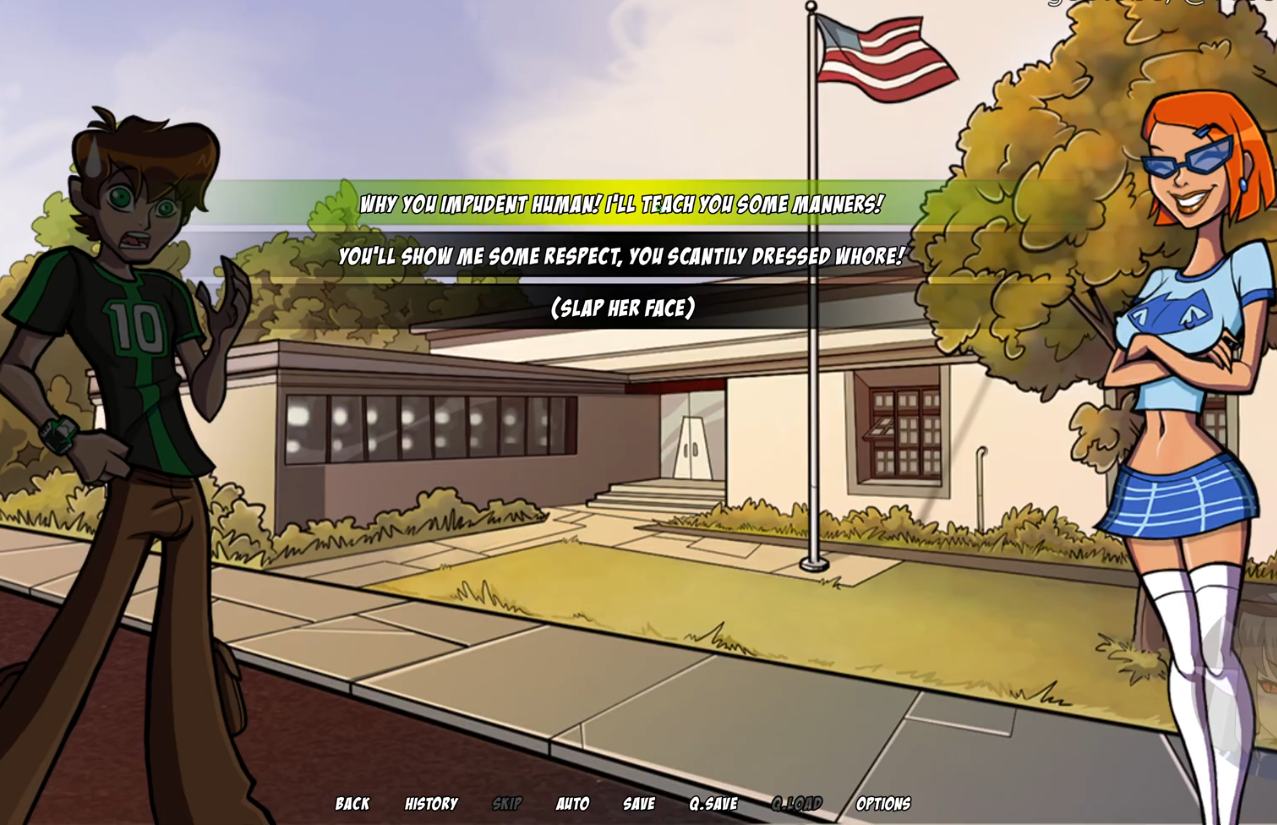 WHY YOU IMPUDENT HUMAN! I'LL TEACH YOU SOME MANNERS!
YOU'LL SHOW ME SOME RESPECT, YOU SCANTILY DRESSED WHORE!
(SLAP HER FACE)
10
BACK HISTORY SKIP AUTO SAVE Q.SAVE Q.LOAD OPTIONS